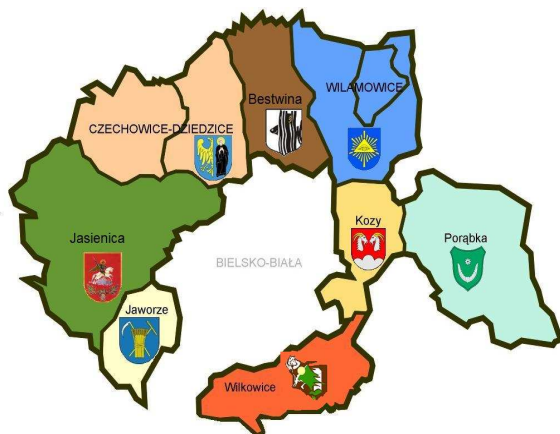 Bestwina
WILAMOWICE
CZECHOWICE-DZIEDZICE
Kozy
Jasienica
Porąbka
BIELSKO-BIAŁA
Jaworze
Wilkowice